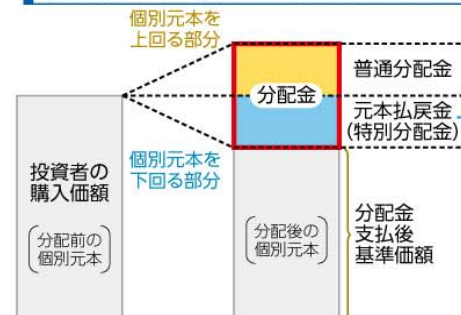 個別元本を
上回る部分
分配金
普通分配金
元本払戻金
(特別分配金)
個別元本を
下回る部分
投資者の
購入価額
分配前の
個別元本
分配後の
個別元本
分配金
支払後
基準価額